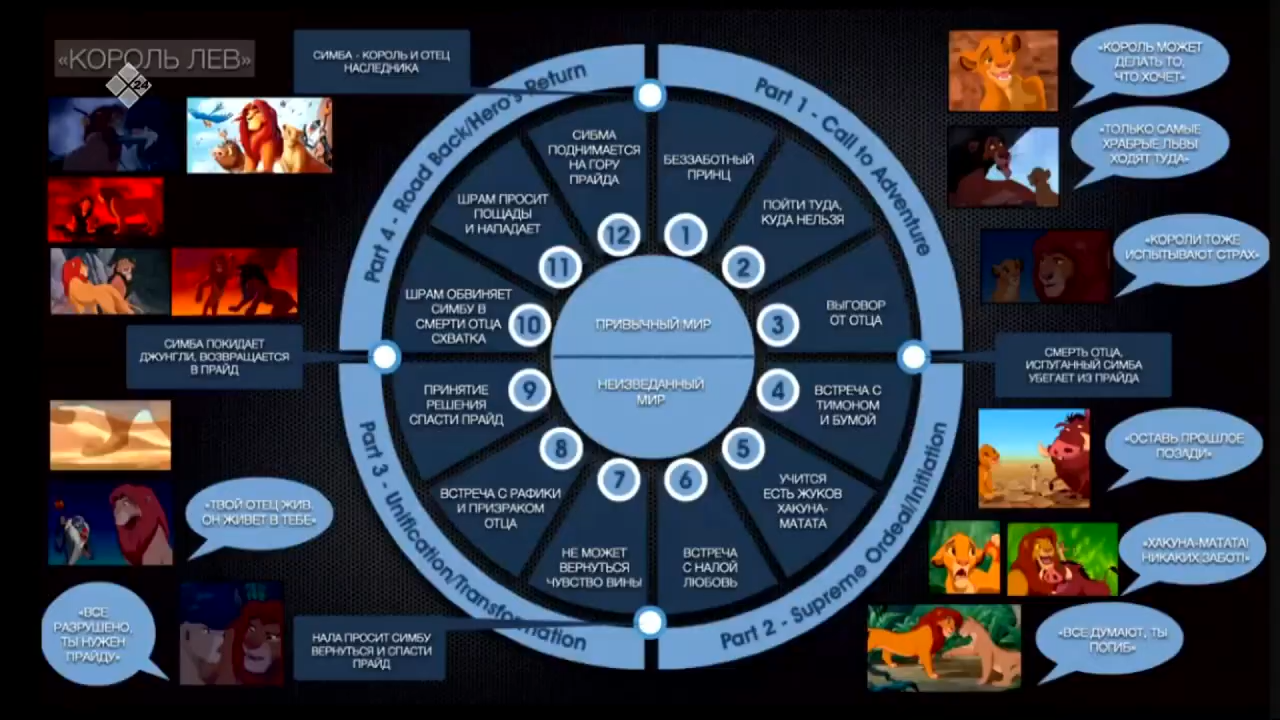 «КОРОЛЬ ЛЕВ»
X24
СИМБА - КОРОЛЬ И ОТЕЦ
НАСЛЕДНИКА
Part 1 - Call to Adventure
Part 2 - Supreme Ordeal/Initiation
Part 3 - Unification/Transformation
Part 4 - Road Back/Hero's Return
БЕЗЗАБОТНЫЙ
ПРИНЦ
1
ПОЙТИ ТУДА,
КУДА НЕЛЬЗЯ
2
ВЫГОВОР
ОТ ОТЦА
3
СМЕРТЬ ОТЦА,
ИСПУГАННЫЙ СИМБА
УБЕГАЕТ ИЗ ПРАЙДА
4
ВСТРЕЧА С
ТИМОНОМ
И БУМОЙ
5
УЧИТСЯ
ЕСТЬ ЖУКОВ
ХАКУНА-
МАТАТА
6
ВСТРЕЧА
С НАЛОЙ
ЛЮБОВЬ
НАЛА ПРОСИТ СИМБУ
ВЕРНУТЬСЯ И СПАСТИ
ПРАЙД
7
НЕ МОЖЕТ
ВЕРНУТЬСЯ
ЧУВСТВО ВИНЫ
8
ВСТРЕЧА С РАФИКИ
И ПРИЗРАКОМ
ОТЦА
9
ПРИНЯТИЕ
РЕШЕНИЯ
СПАСТИ ПРАЙД
СИМБА ПОКИДАЕТ
ДЖУНГЛИ, ВОЗВРАЩАЕТСЯ
В ПРАЙД
ШРАМ ОБВИНЯЕТ
СИМБУ В
СМЕРТИ ОТЦА
СХВАТКА
10
ШРАМ ПРОСИТ
ПОЩАДЫ
И НАПАДАЕТ
11
СИБМА
ПОДНИМАЕТСЯ
НА ГОРУ
ПРАЙДА
12
ПРИВЫЧНЫЙ МИР
НЕИЗВЕДАННЫЙ
МИР
«КОРОЛЬ МОЖЕТ
ДЕЛАТЬ ТО,
ЧТО ХОЧЕТ»
«ТОЛЬКО САМЫЕ
ХРАБРЫЕ ЛЬВЫ
ХОДЯТ ТУДА»
«КОРОЛИ ТОЖЕ
ИСПЫТЫВАЮТ СТРАХ»
«ОСТАВЬ ПРОШЛОЕ
ПОЗАДИ»
«ХАКУНА-МАТАТА!
НИКАКИХ ЗАБОТ!»
«ВСЕ ДУМАЮТ, ТЫ
ПОГИБ»
«ТВОЙ ОТЕЦ ЖИВ.
ОН ЖИВЕТ В ТЕБЕ»
«ВСЕ
РАЗРУШЕНО,
ТЫ НУЖЕН
ПРАЙДУ»